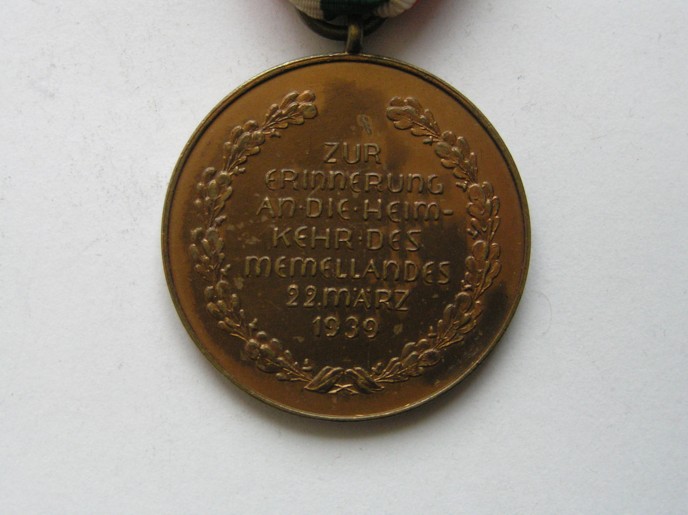 ZUR
ERINNERUNG
AN·DIE·HEIM-
KEHR·DES
MEMELLANDES
22.MÄRZ
1939